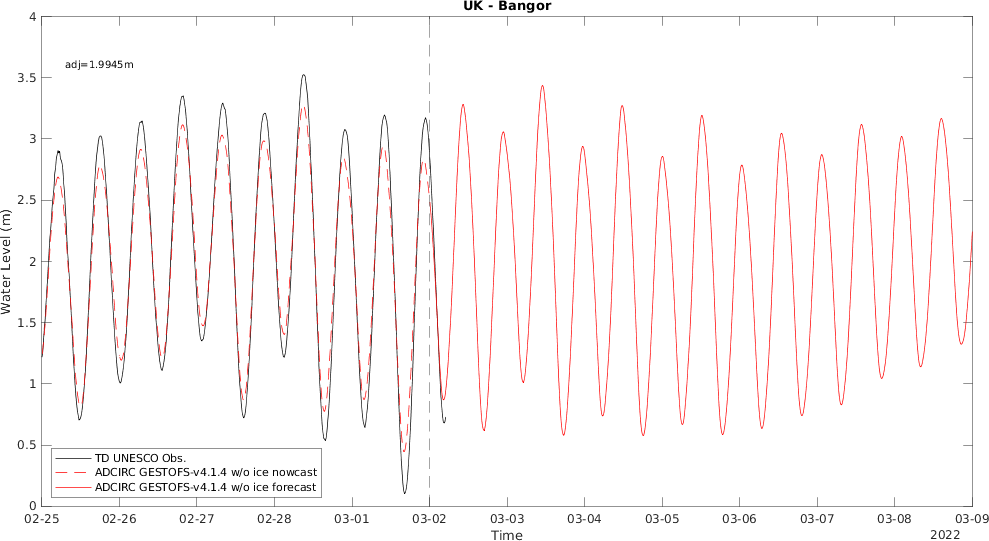 UK - Bangor
4
adj=1.9945m
3.5
3
2.5
2
1.5
1
0.5
0
Water Level (m)
TD UNESCO Obs.
ADCIRC GESTOFS-v4.1.4 w/o ice nowcast
ADCIRC GESTOFS-v4.1.4 w/o ice forecast
02-25 02-26 02-27 02-28 03-01 03-02 03-03 03-04 03-05 03-06 03-07 03-08 03-09
Time
2022